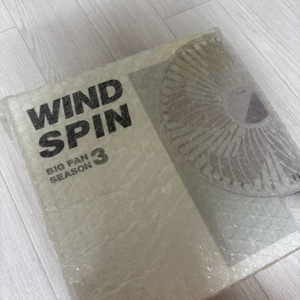 WIND
SPIN
BIG FAN
SEASON 3